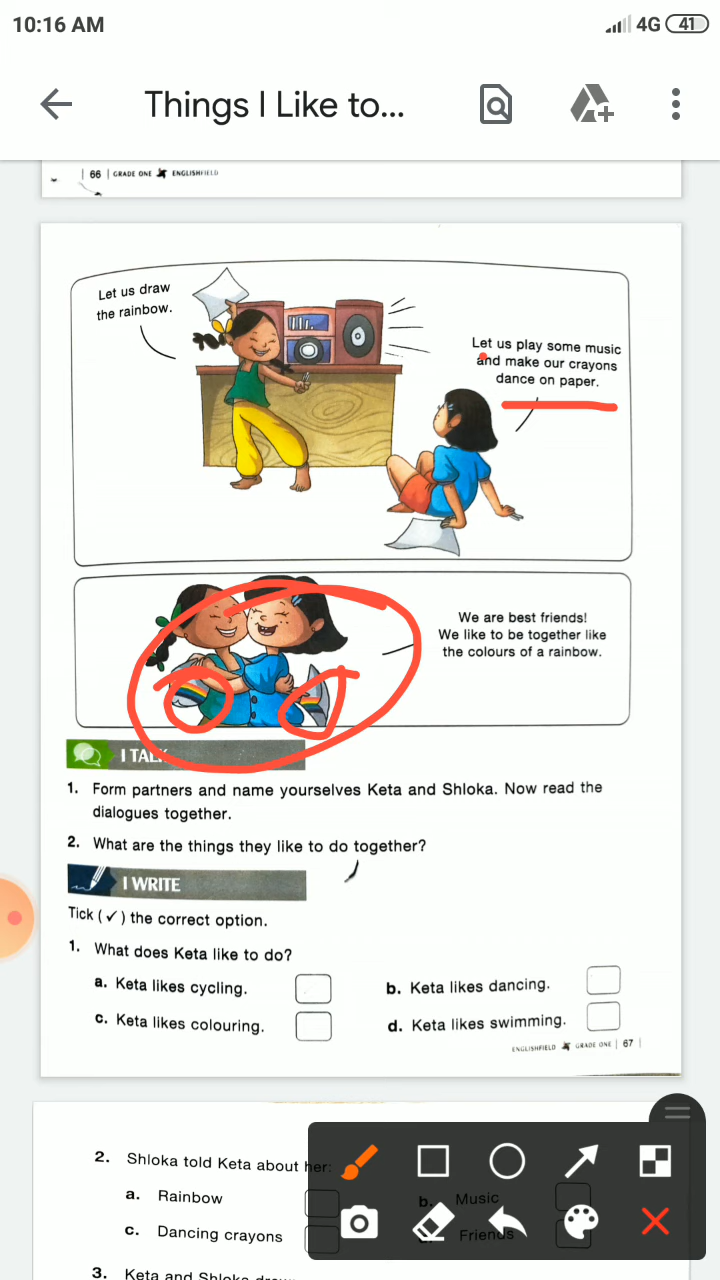 10:16 AM
4G 41
Things I Like to...
66 | GRADE ONE ENGLISHFIELD
Let us draw
the rainbow.
Let us play some music
and make our crayons
dance on paper.
We are best friends!
We like to be together like
the colours of a rainbow.
I TALK
1. Form partners and name yourselves Keta and Shloka. Now read the
dialogues together.
2. What are the things they like to do together?
I WRITE
Tick (✓) the correct option.
1. What does Keta like to do?
a. Keta likes cycling.
b. Keta likes dancing.
c. Keta likes colouring.
d. Keta likes swimming.
ENGLISHFIELD GRADE ONE | 67 |
2. Shloka told Keta about her:
a. Rainbow
b. Music
c. Dancing crayons
Friends
3. Keta and Shloka